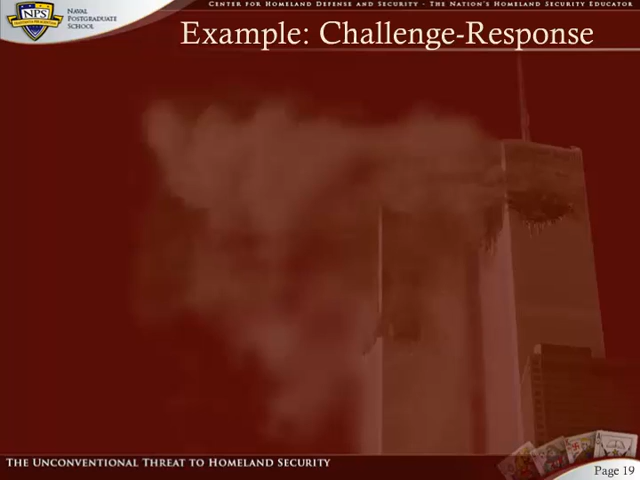 CENTER FOR HOMELAND DEFENSE AND SECURITY - THE NATION'S HOMELAND SECURITY EDUCATOR
NPS
NAVAL
POSTGRADUATE
SCHOOL
Example: Challenge-Response
THE UNCONVENTIONAL THREAT TO HOMELAND SECURITY
Page 19